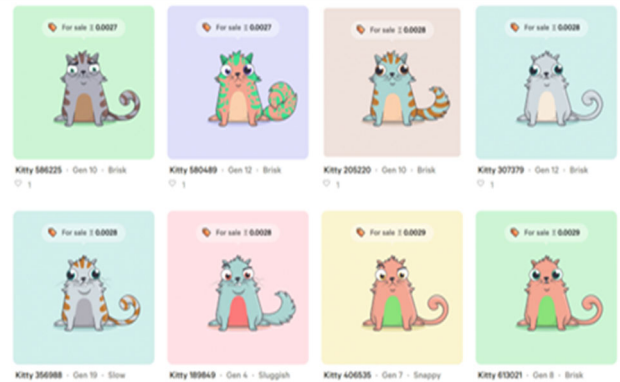 For sale Ξ 0.0027
For sale Ξ 0.0027
For sale Ξ 0.0028
For sale Ξ 0.0028
Kitty 586225 · Gen 10 · Brisk
Kitty 580489 · Gen 12 · Brisk
Kitty 205220 · Gen 10 · Brisk
Kitty 307379 · Gen 12 · Brisk
1
1
1
1
For sale Ξ 0.0028
For sale Ξ 0.0028
For sale Ξ 0.0029
For sale Ξ 0.0029
Kitty 356988 · Gen 19 · Slow
Kitty 189849 · Gen 4 · Sluggish
Kitty 406535 · Gen 7 · Snappy
Kitty 613021 · Gen 8 · Brisk